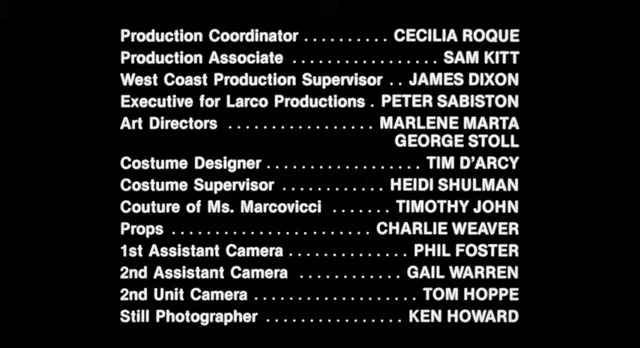 Production Coordinator .......... CECILIA ROQUE
Production Associate ................. SAM KITT
West Coast Production Supervisor .. JAMES DIXON
Executive for Larco Productions . PETER SABISTON
Art Directors ................. MARLENE MARTA
GEORGE STOLL
Costume Designer ................... TIM D'ARCY
Costume Supervisor ............ HEIDI SHULMAN
Couture of Ms. Marcovicci ....... TIMOTHY JOHN
Props ....................... CHARLIE WEAVER
1st Assistant Camera .............. PHIL FOSTER
2nd Assistant Camera ............ GAIL WARREN
2nd Unit Camera ................... TOM HOPPE
Still Photographer ................ KEN HOWARD